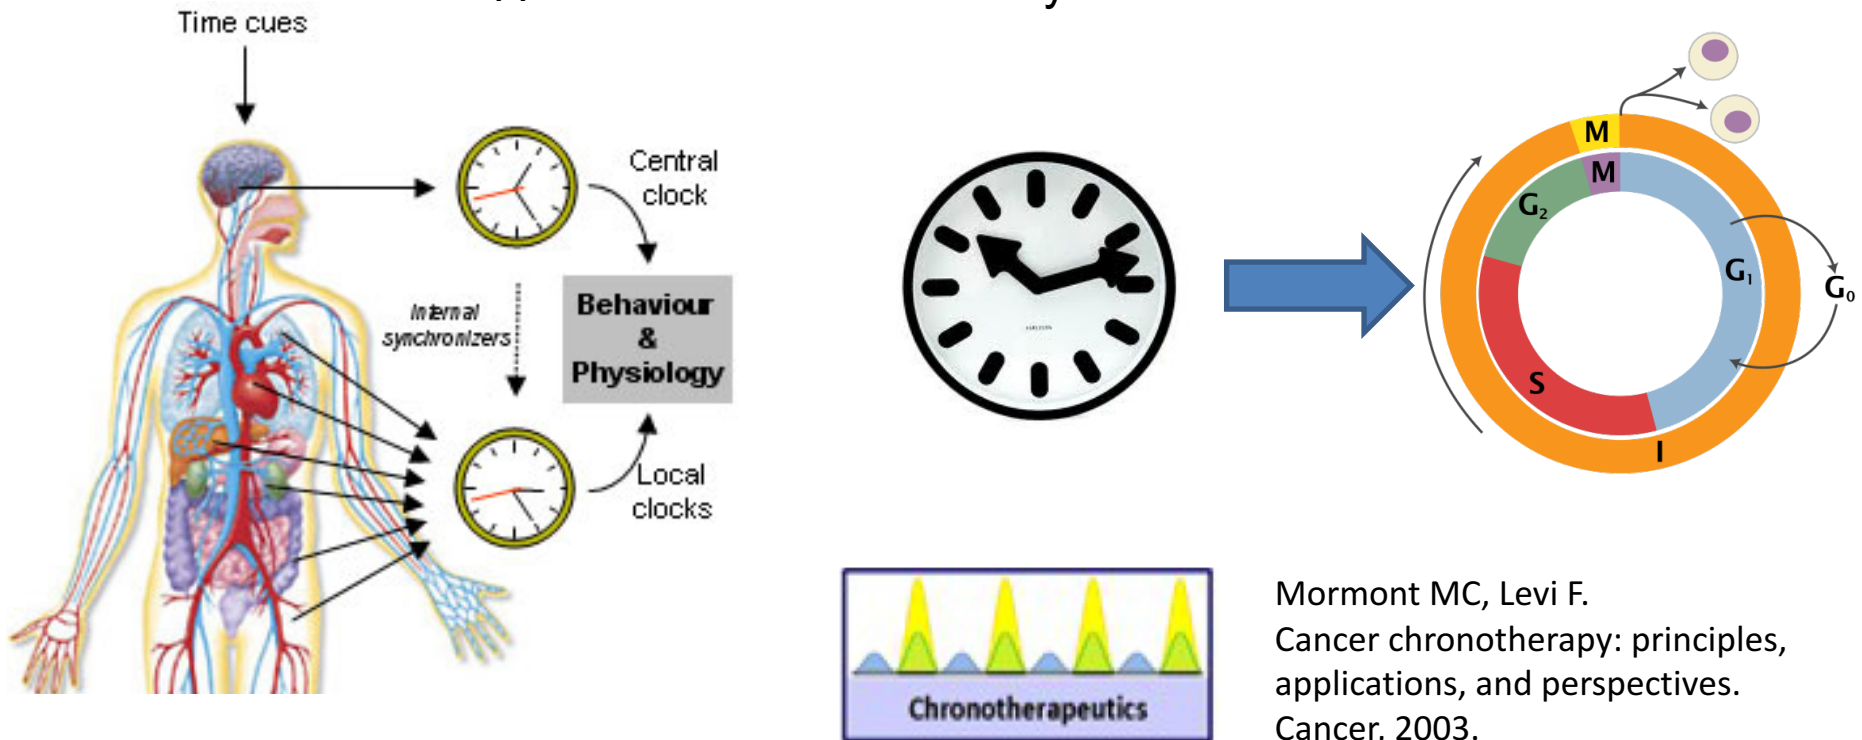 Time cues
Central
clock
Internal
synchronizers
Behaviour
&
Physiology
Local
clocks
M
M
G₂
G₁
G₀
S
I
Chronotherapeutics
Mormont MC, Levi F.
Cancer chronotherapy: principles,
applications, and perspectives.
Cancer. 2003.